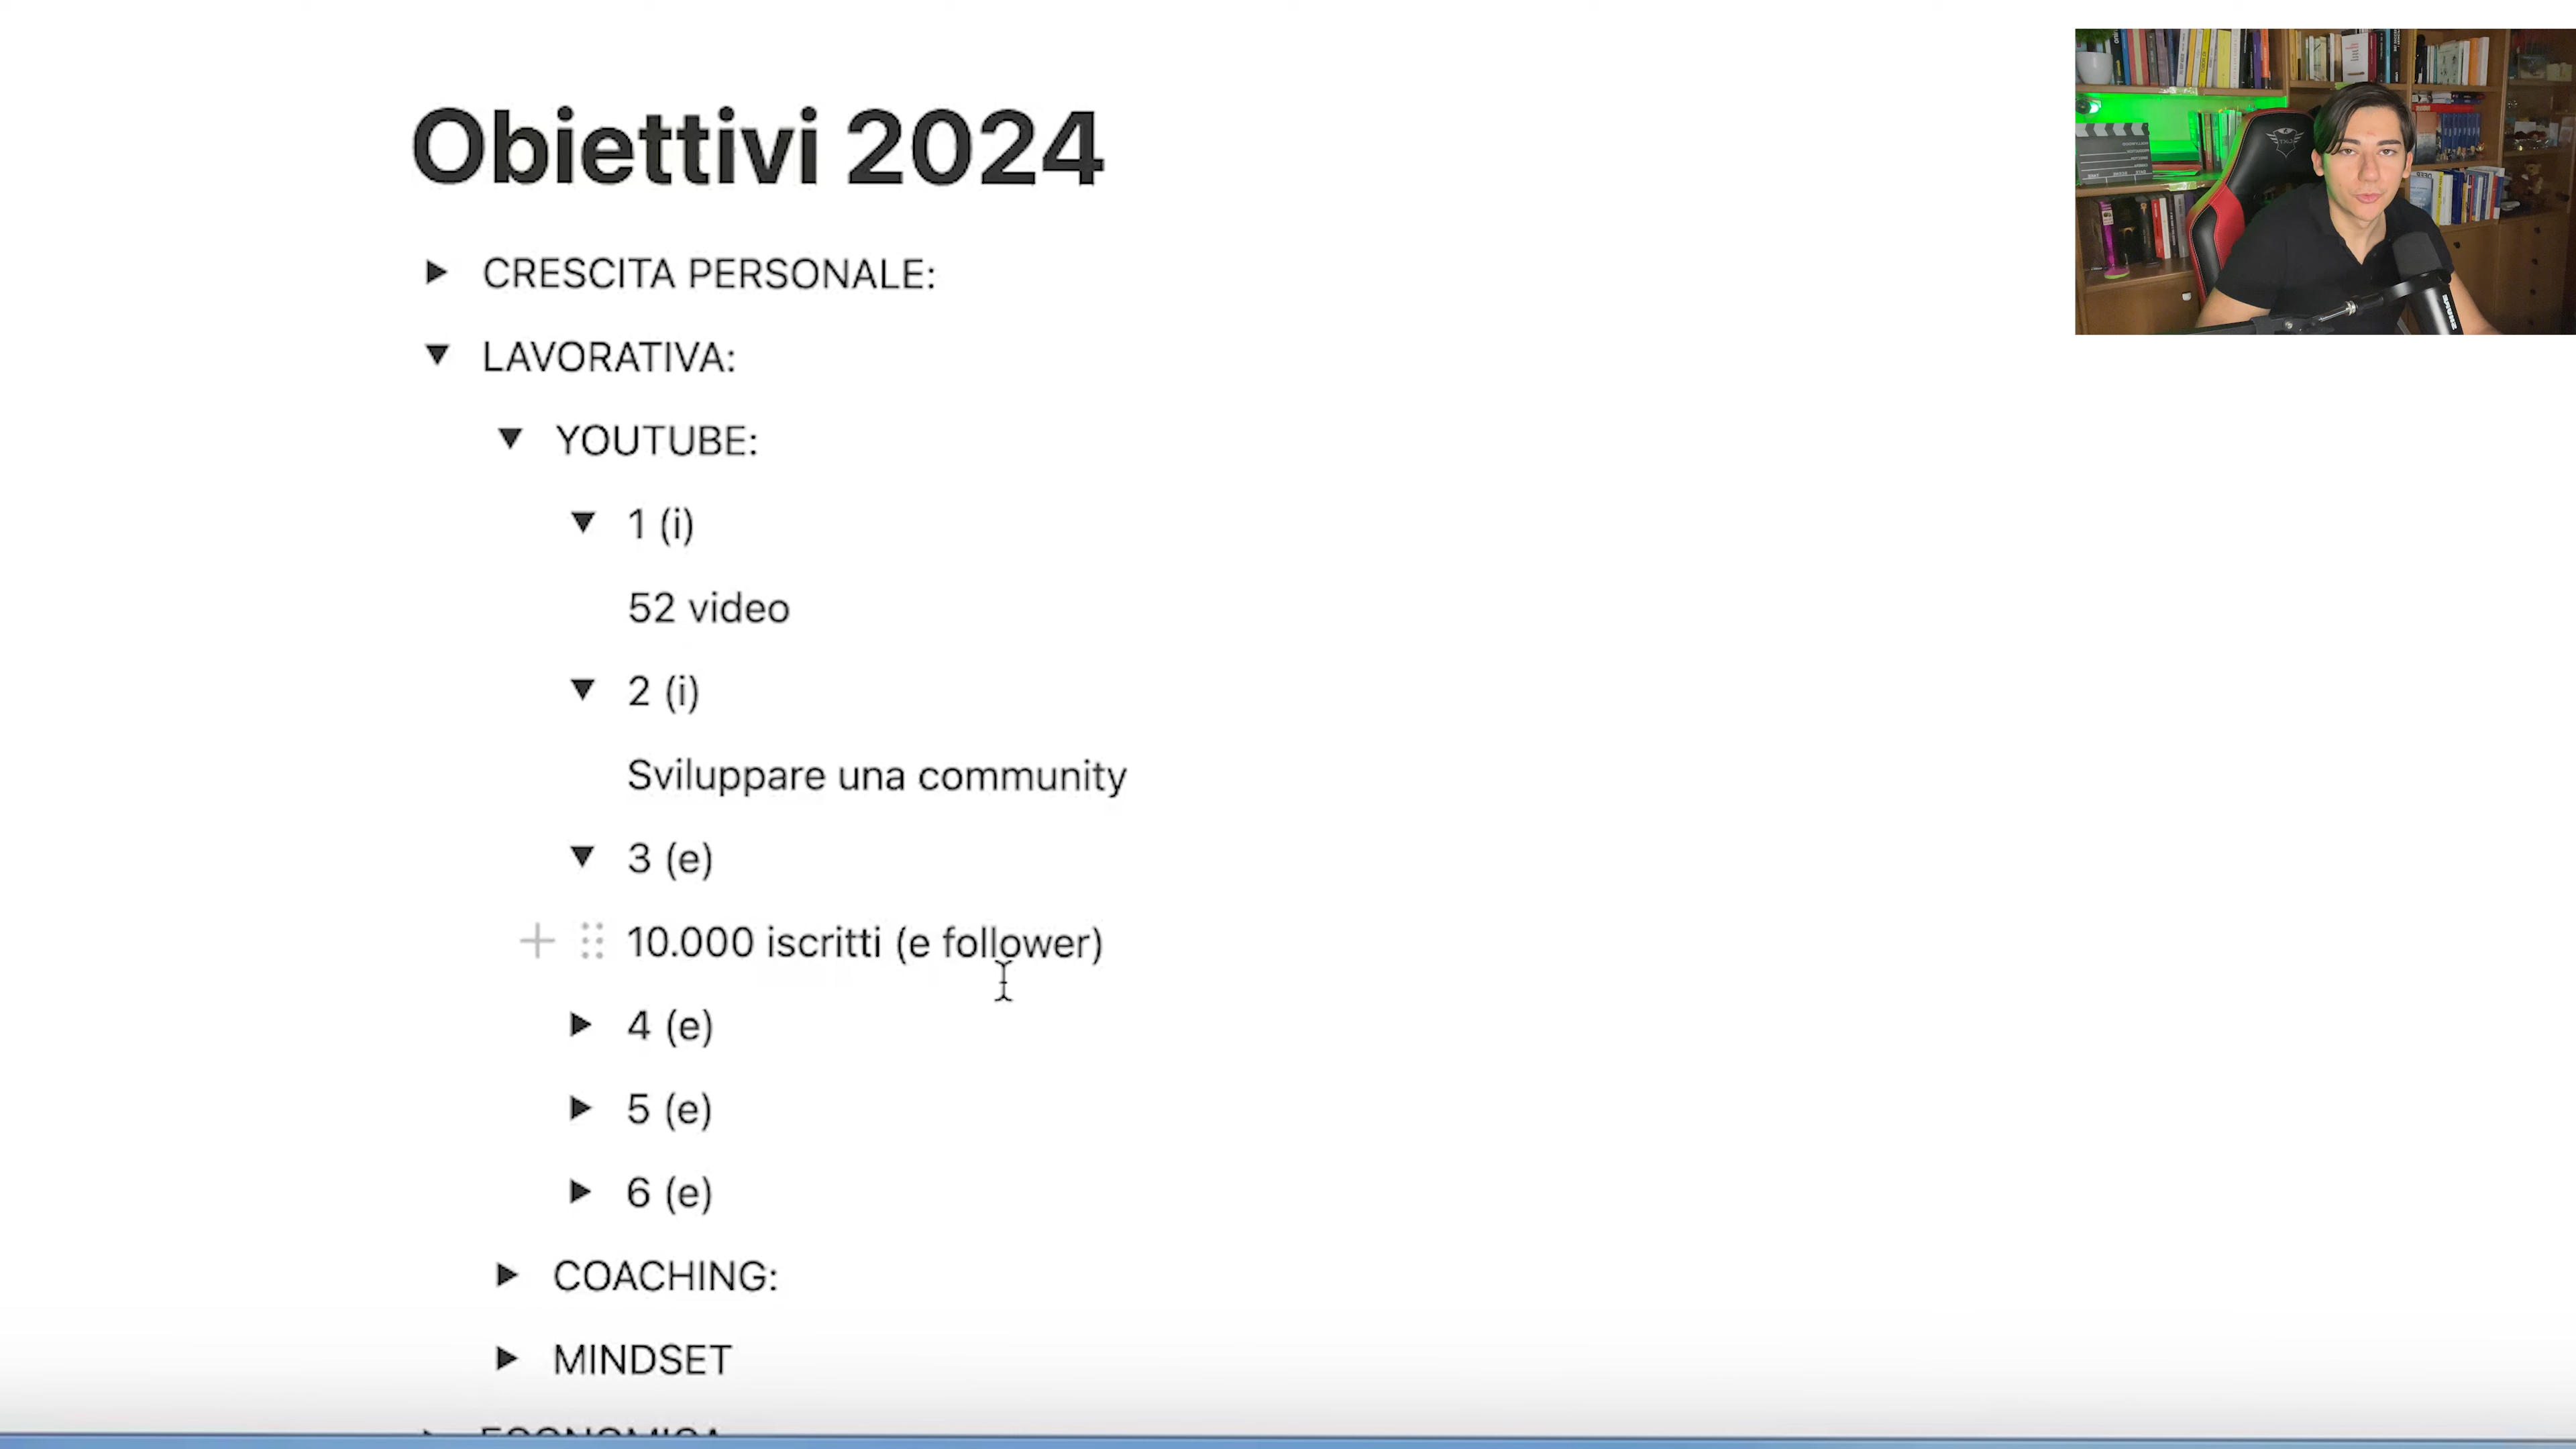 Obiettivi 2024
CRESCITA PERSONALE:
LAVORATIVA:
YOUTUBE:
1 (i)
52 video
2 (i)
Sviluppare una community
3 (e)
10.000 iscritti (e follower)
4 (e)
5 (e)
6 (e)
COACHING:
MINDSET
ECONOMICA